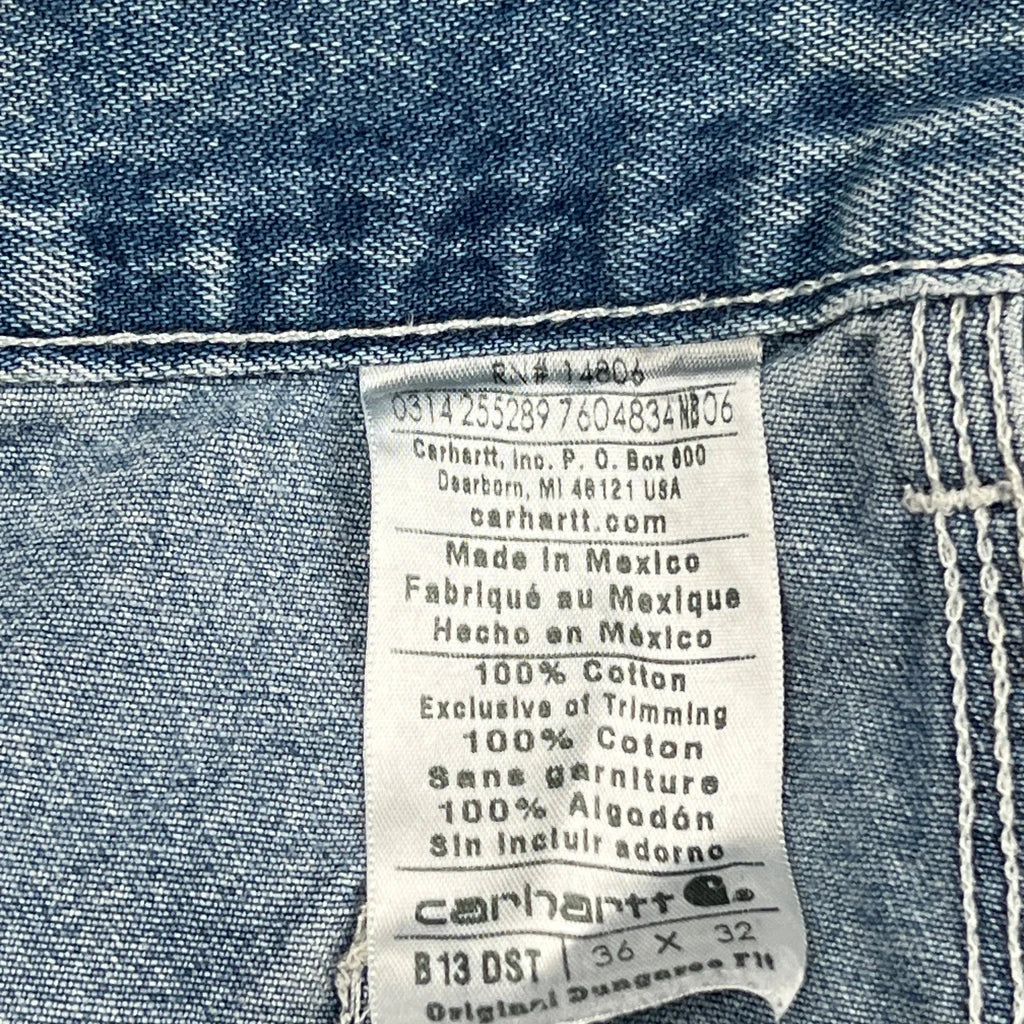 RN# 14806
0314 255289 7604834 NB 06
Carhartt, Inc. P. O. Box 600
Dearborn, MI 48121 USA
carhartt.com
Made in Mexico
Fabriqué au Mexique
Hecho en México
100% Cotton
Exclusive of Trimming
100% Coton
Sans garniture
100% Algodón
Sin incluir adorno
carhartt
B13 DST | 36 X 32
Original Dungaree Fit